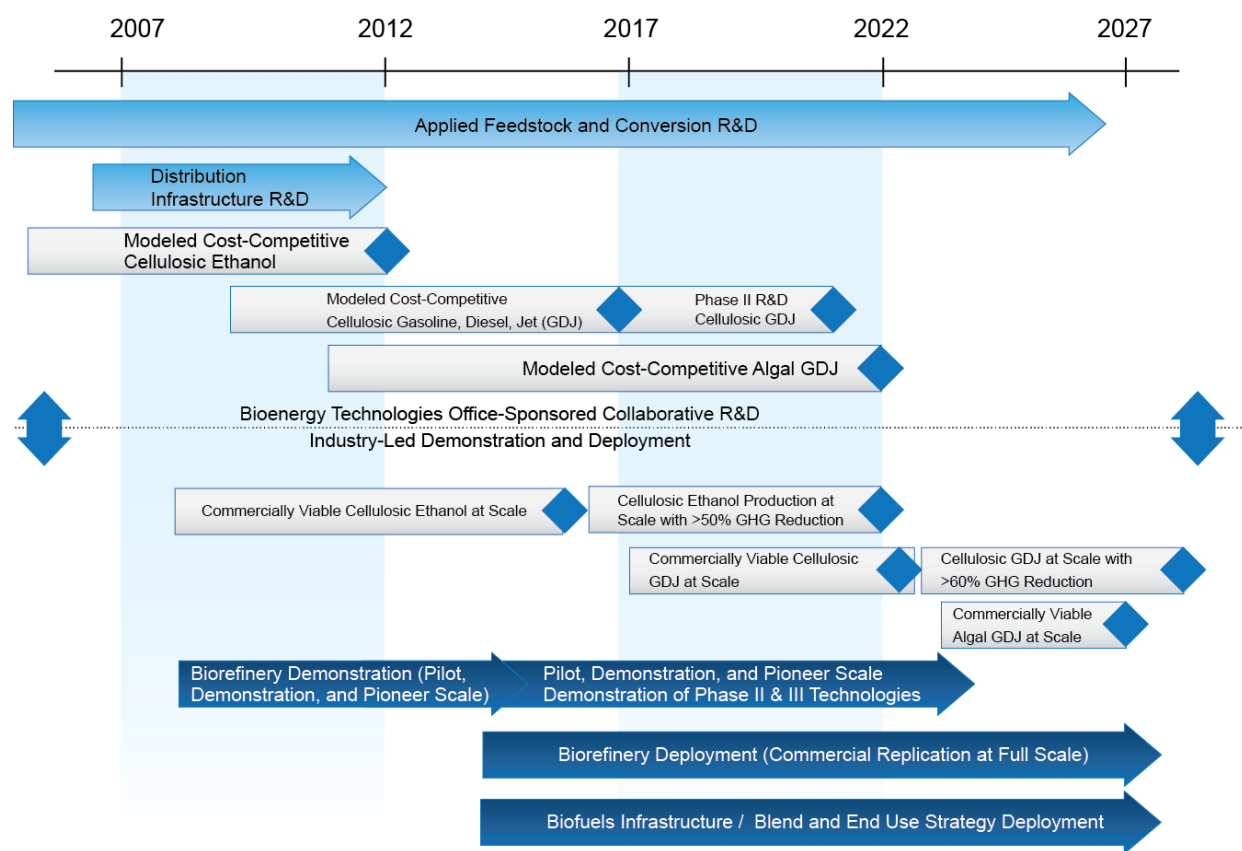 2007 2012 2017 2022 2027
Applied Feedstock and Conversion R&D
Distribution
Infrastructure R&D
Modeled Cost-Competitive
Cellulosic Ethanol
Modeled Cost-Competitive
Cellulosic Gasoline, Diesel, Jet (GDJ)
Phase II R&D
Cellulosic GDJ
Modeled Cost-Competitive Algal GDJ
Bioenergy Technologies Office-Sponsored Collaborative R&D
Industry-Led Demonstration and Deployment
Commercially Viable Cellulosic Ethanol at Scale
Cellulosic Ethanol Production at
Scale with >50% GHG Reduction
Commercially Viable Cellulosic
GDJ at Scale
Cellulosic GDJ at Scale with
>60% GHG Reduction
Commercially Viable
Algal GDJ at Scale
Biorefinery Demonstration (Pilot,
Demonstration, and Pioneer Scale)
Pilot, Demonstration, and Pioneer Scale
Demonstration of Phase II & III Technologies
Biorefinery Deployment (Commercial Replication at Full Scale)
Biofuels Infrastructure / Blend and End Use Strategy Deployment